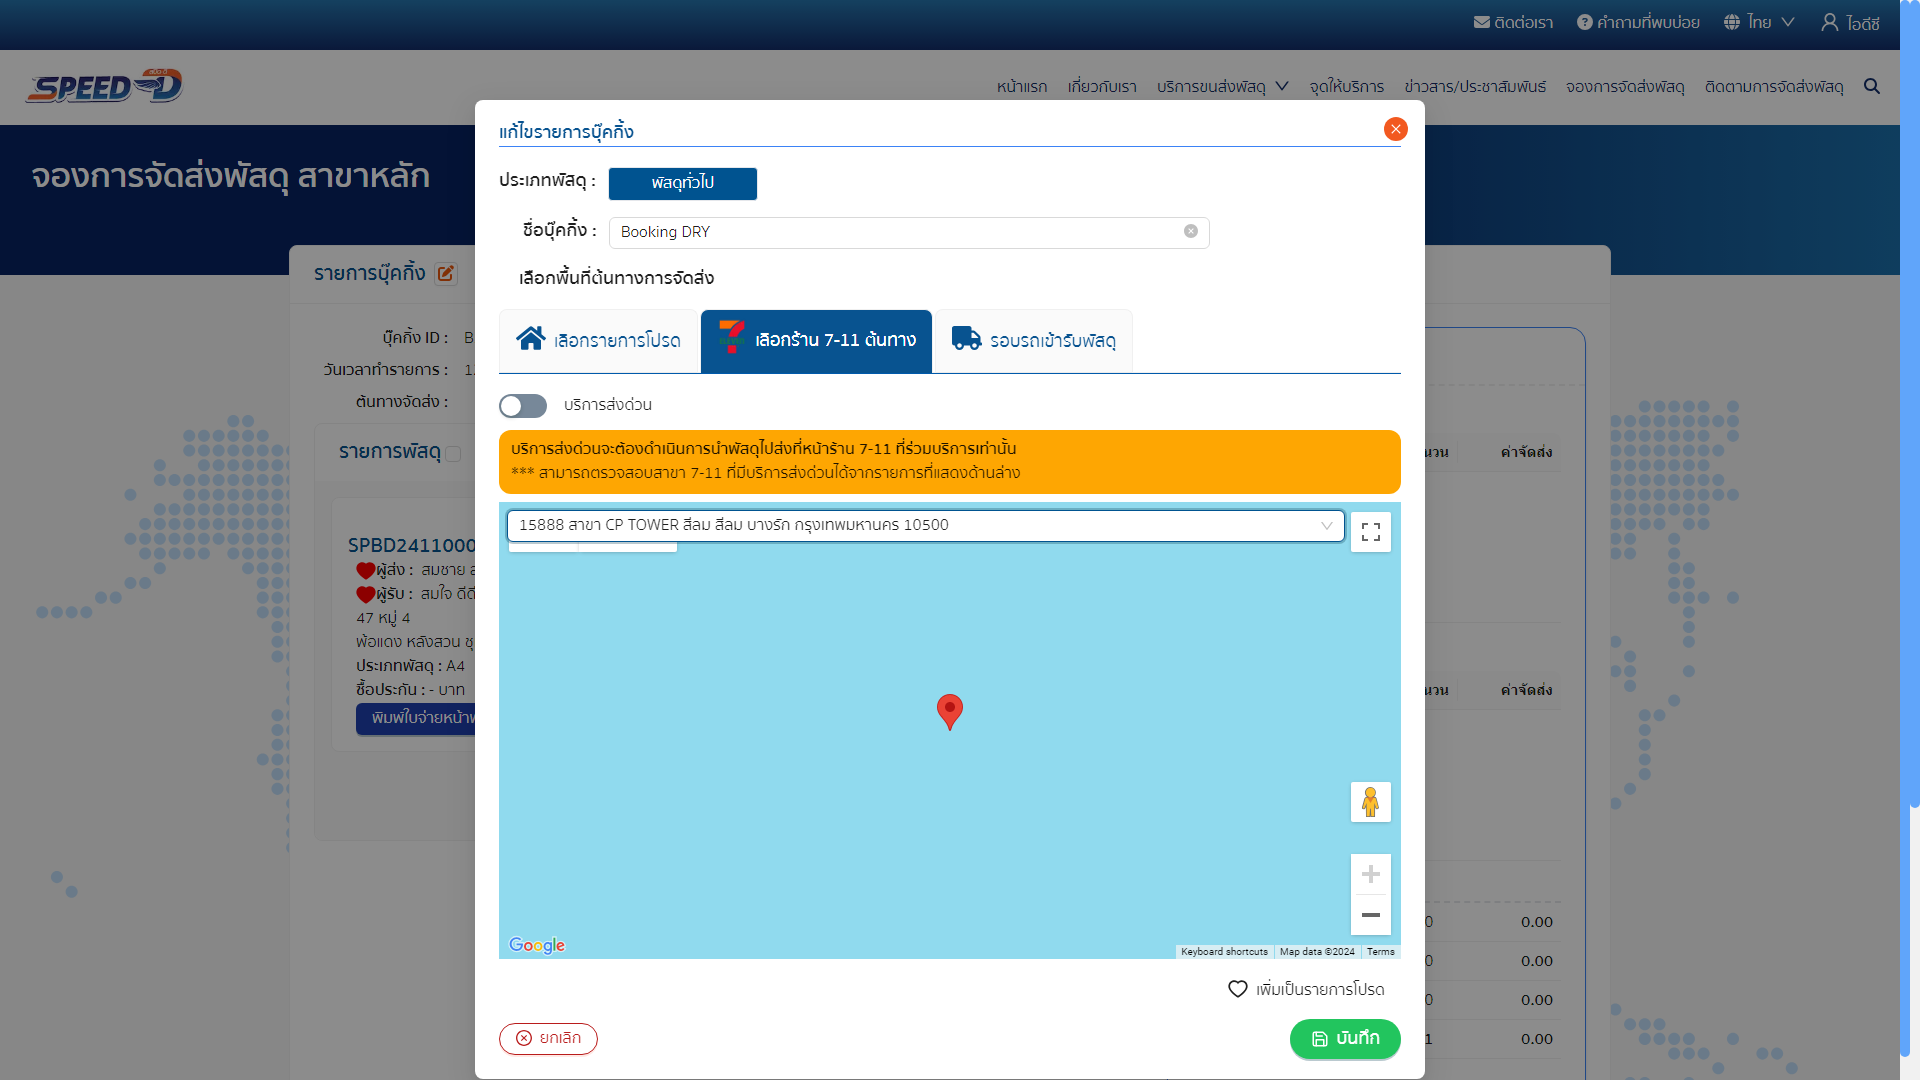 ติดต่อเรา
คำถามที่พบบ่อย
ไทย
ไอดีซี
SPEED D
หน้าแรก
เกี่ยวกับเรา
บริการขนส่งพัสดุ
จุดให้บริการ
ข่าวสาร/ประชาสัมพันธ์
จองการจัดส่งพัสดุ
ติดตามการจัดส่งพัสดุ
จองการจัดส่งพัสดุ สาขาหลัก
แก้ไขรายการบุ๊คกิ้ง
ประเภทพัสดุ :
พัสดุทั่วไป
ชื่อบุ๊คกิ้ง :
Booking DRY
เลือกพื้นที่ต้นทางการจัดส่ง
เลือกรายการโปรด
เลือกร้าน 7-11 ต้นทาง
รอบรถเข้ารับพัสดุ
บริการส่งด่วน
บริการส่งด่วนจะต้องดำเนินการนำพัสดุไปส่งที่หน้าร้าน 7-11 ที่ร่วมบริการเท่านั้น
*** สามารถตรวจสอบสาขา 7-11 ที่มีบริการส่งด่วนได้จากรายการที่แสดงด้านล่าง
15888 สาขา CP TOWER สีลม สีลม บางรัก กรุงเทพมหานคร 10500
Google
Keyboard shortcuts
Map data ©2024
Terms
เพิ่มเป็นรายการโปรด
ยกเลิก
บันทึก
รายการบุ๊คกิ้ง
บุ๊คกิ้ง ID : B
วันเวลาทำรายการ : 1
ต้นทางจัดส่ง :
รายการพัสดุ
SPBD2411000
ผู้ส่ง : สมชาย
ผู้รับ : สมใจ ดีดี
47 หมู่ 4
พ้อแดง หลังสวน ชุ
ประเภทพัสดุ : A4
ซื้อประกัน : - บาท
พิมพ์ใบจ่ายหน้าพ
นวน
ค่าจัดส่ง
นวน
ค่าจัดส่ง
0 0.00
0 0.00
0 0.00
1 0.00